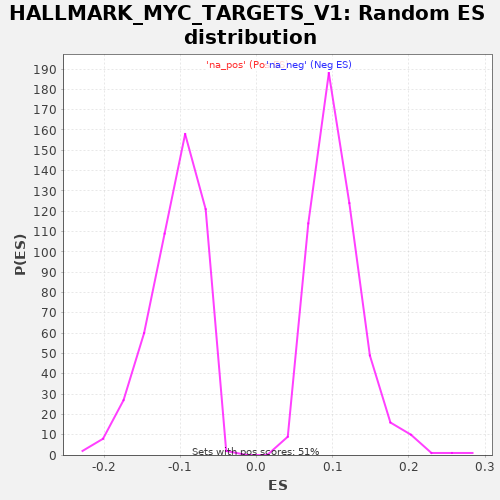 HALLMARK_MYC_TARGETS_V1: Random ES
distribution
'na_pos' (Po
'na_neg' (Neg ES)
190
180
170
160
150
140
130
120
110
100
90
80
70
60
50
40
30
20
10
0
P(ES)
Sets with pos scores: 51%
-0.2 -0.1 0.0 0.1 0.2 0.3
ES